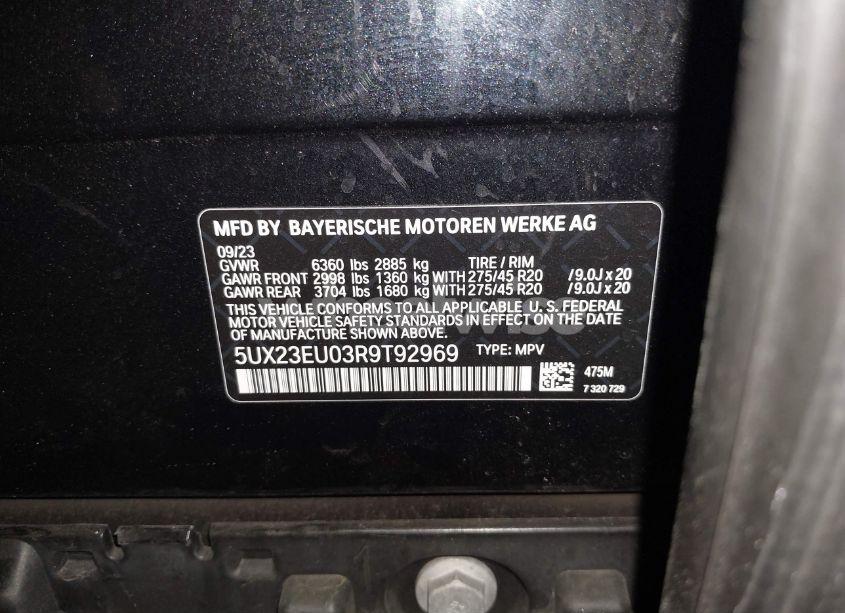 MFD BY BAYERISCHE MOTOREN WERKE AG
09/23
GVWR 6360 lbs 2885 kg TIRE / RIM
GAWR FRONT 2998 lbs 1360 kg WITH 275/45 R20 /9.0J x 20
GAWR REAR 3704 lbs 1680 kg WITH 275/45 R20 /9.0J x 20
THIS VEHICLE CONFORMS TO ALL APPLICABLE U. S. FEDERAL
MOTOR VEHICLE SAFETY STANDARDS IN EFFECT ON THE DATE
OF MANUFACTURE SHOWN ABOVE.
5UX23EU03R9T92969 TYPE: MPV
475M
7 320 729